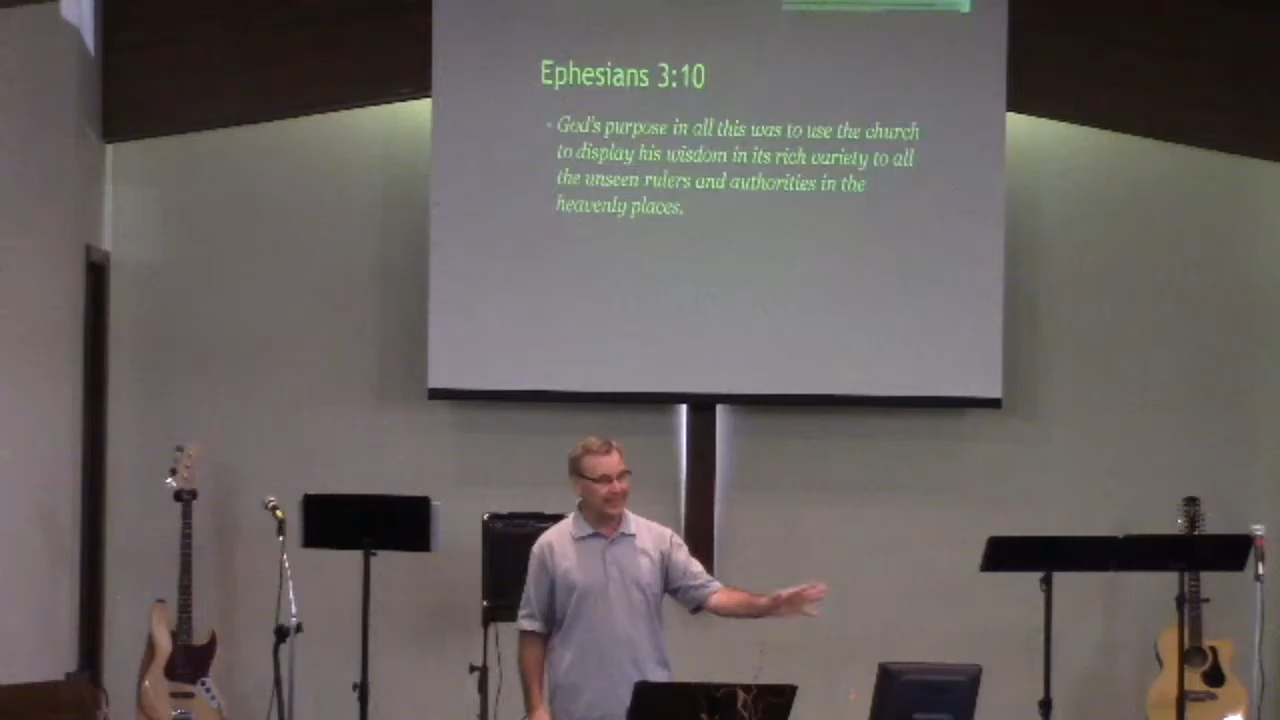 Ephesians 3:10
- God's purpose in all this was to use the church
to display his wisdom in its rich variety to all
the unseen rulers and authorities in the
heavenly places.